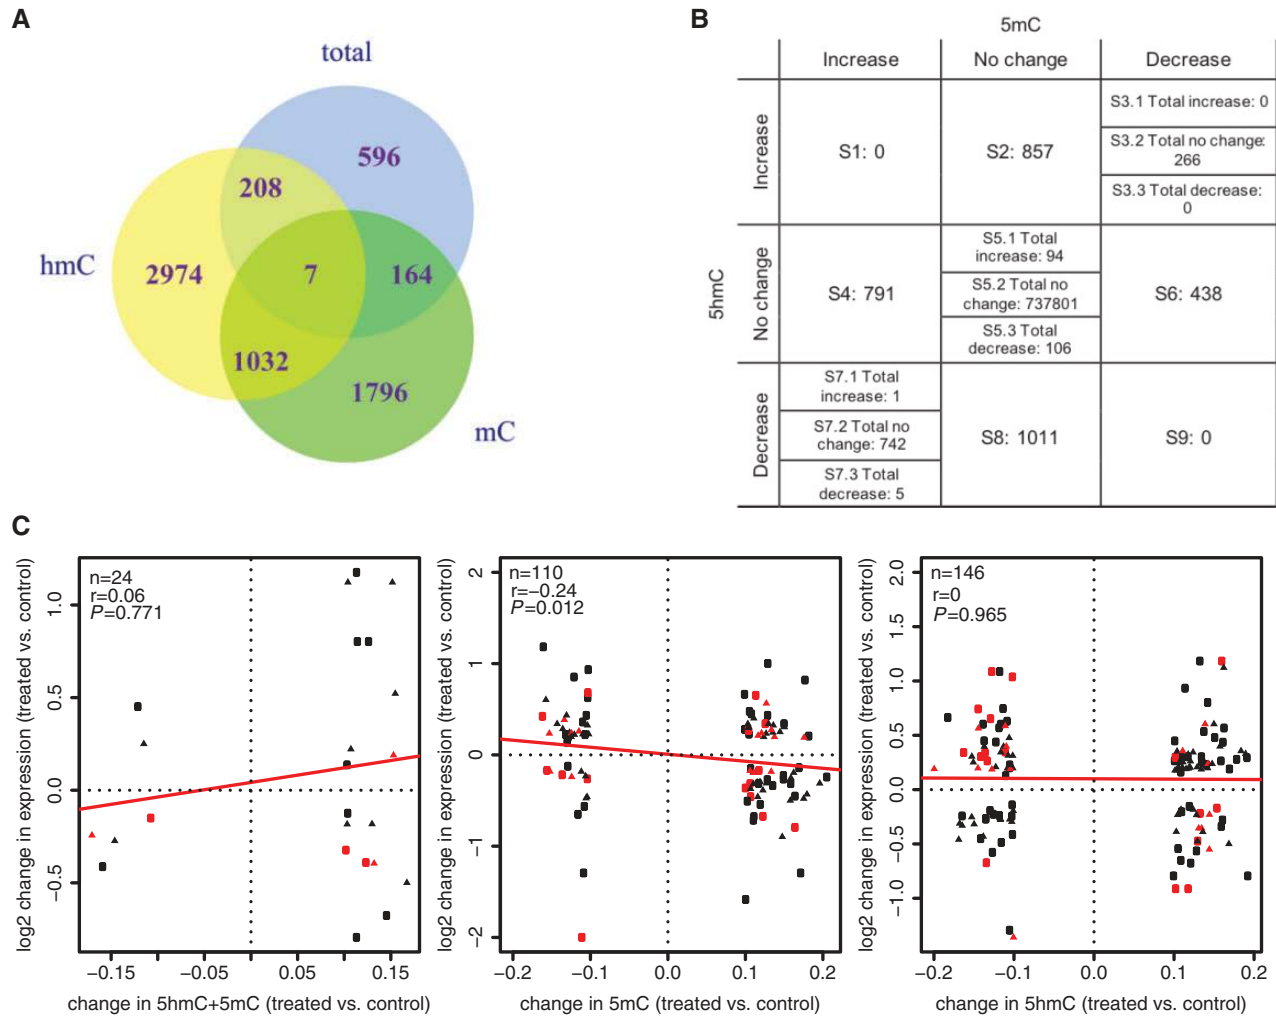 A
total
596
208
hmC
2974
7
164
1032
1796
mC
B
5mC
Increase
No change
Decrease
5hmC
Increase
S1: 0
S2: 857
S3.1 Total increase: 0
S3.2 Total no change:
266
S3.3 Total decrease:
0
No change
S4: 791
S5.1 Total
increase: 94
S5.2 Total no
change: 737801
S5.3 Total
decrease: 106
S6: 438
Decrease
S7.1 Total
increase: 1
S7.2 Total no
change: 742
S7.3 Total
decrease: 5
S8: 1011
S9: 0
C
log2 change in expression (treated vs. control)
1.0
0.5
0.0
−0.5
n=24
r=0.06
P=0.771
−0.15
−0.05
0.05
0.15
change in 5hmC+5mC (treated vs. control)
log2 change in expression (treated vs. control)
2
1
0
−1
−2
n=110
r=−0.24
P=0.012
−0.2
−0.1
0.0
0.1
0.2
change in 5mC (treated vs. control)
log2 change in expression (treated vs. control)
2.0
1.5
1.0
0.5
0.0
−0.5
−1.0
n=146
r=0
P=0.965
−0.2
−0.1
0.0
0.1
0.2
change in 5hmC (treated vs. control)